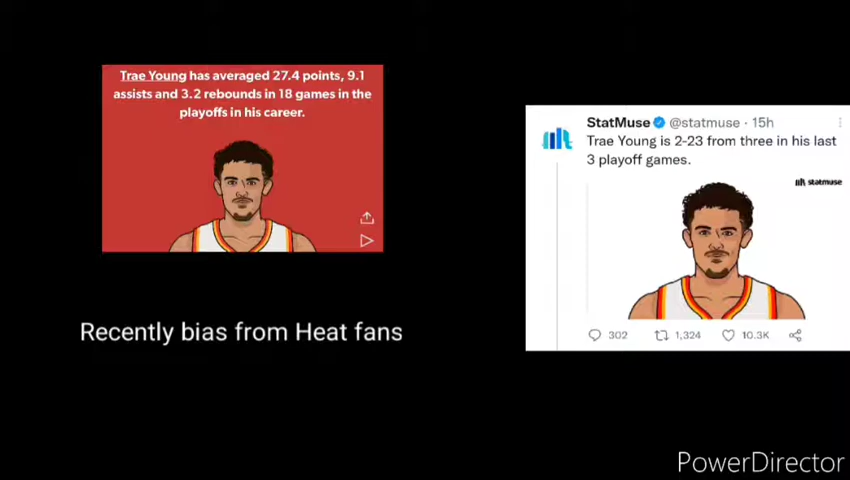 Trae Young has averaged 27.4 points, 9.1
assists and 3.2 rebounds in 18 games in the
playoffs in his career.
StatMuse @statmuse · 15h
Trae Young is 2-23 from three in his last
3 playoff games.
statmuse
302 1,324 10.3K
Recently bias from Heat fans
PowerDirector